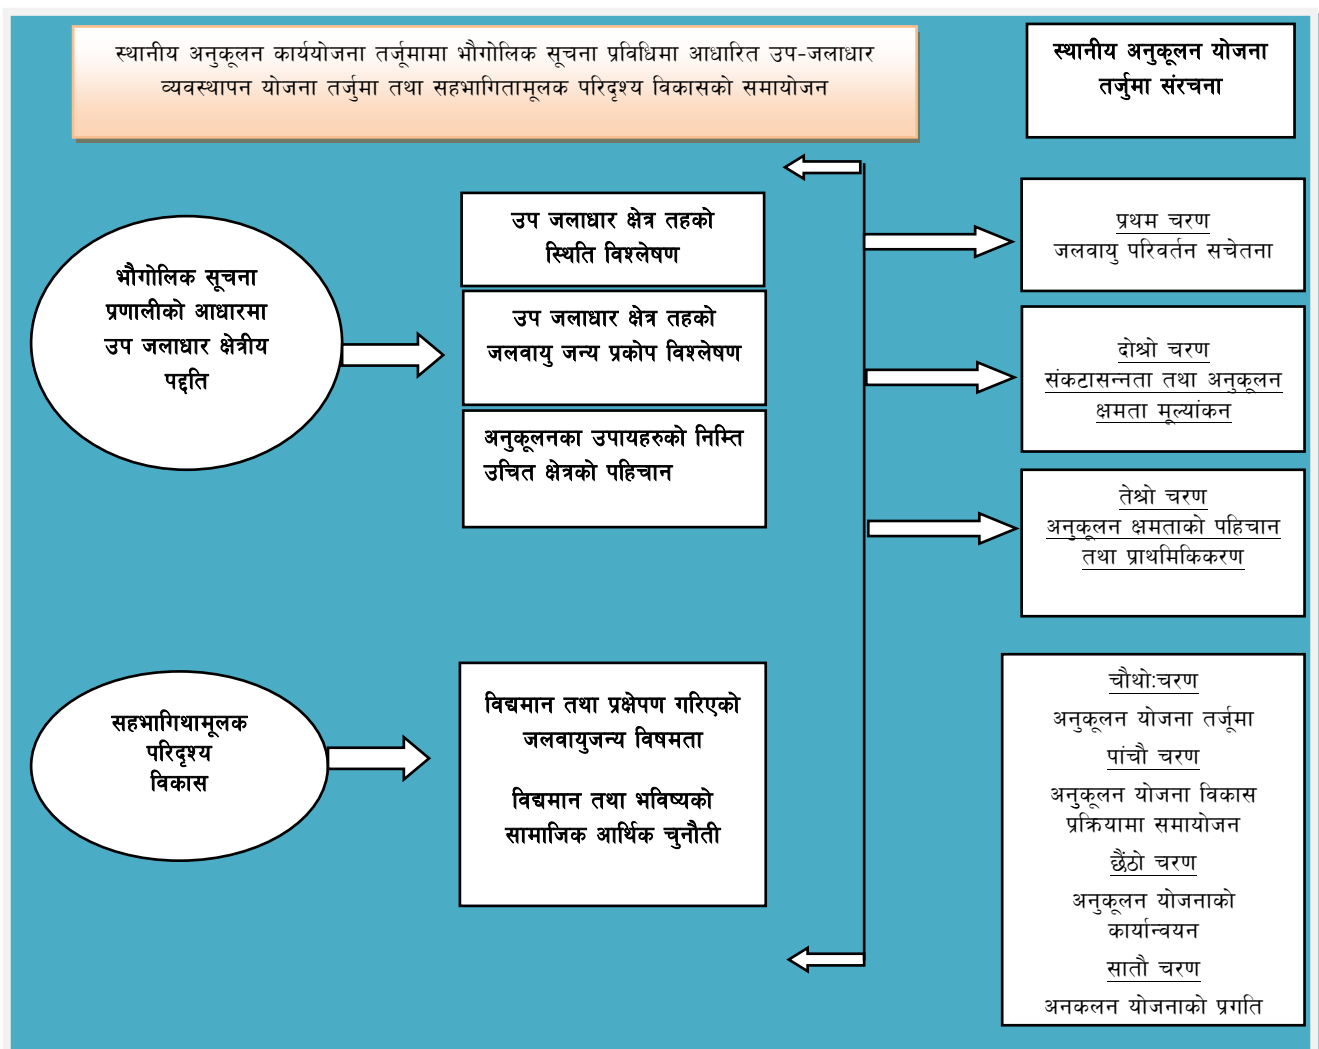 स्थानीय अनुकूलन कार्ययोजना तर्जूमामा भौगोलिक सूचना प्रविधिमा आधारित उप-जलाधार
व्यवस्थापन योजना तर्जुमा तथा सहभागितामूलक परिदृश्य विकासको समायोजन
स्थानीय अनुकूलन योजना
तर्जुमा संरचना
भौगोलिक सूचना
प्रणालीको आधारमा
उप जलाधार क्षेत्रीय
पद्दति
उप जलाधार क्षेत्र तहको
स्थिति विश्लेषण
उप जलाधार क्षेत्र तहको
जलवायु जन्य प्रकोप विश्लेषण
अनुकूलनका उपायहरुको निम्ति
उचित क्षेत्रको पहिचान
प्रथम चरण
जलवायु परिवर्तन सचेतना
दोश्रो चरण
संकटासन्नता तथा अनुकूलन
क्षमता मूल्यांकन
तेश्रो चरण
अनुकूलन क्षमताको पहिचान
तथा प्राथमिकिकरण
सहभागिथामूलक
परिदृश्य
विकास
विद्यमान तथा प्रक्षेपण गरिएको
जलवायुजन्य विषमता
विद्यमान तथा भविष्यको
सामाजिक आर्थिक चुनौती
चौथो:चरण
अनुकूलन योजना तर्जूमा
पांचौ चरण
अनुकूलन योजना विकास
प्रक्रियामा समायोजन
छैंठो चरण
अनुकूलन योजनाको
कार्यान्वयन
सातौ चरण
अनकलन योजनाको प्रगति